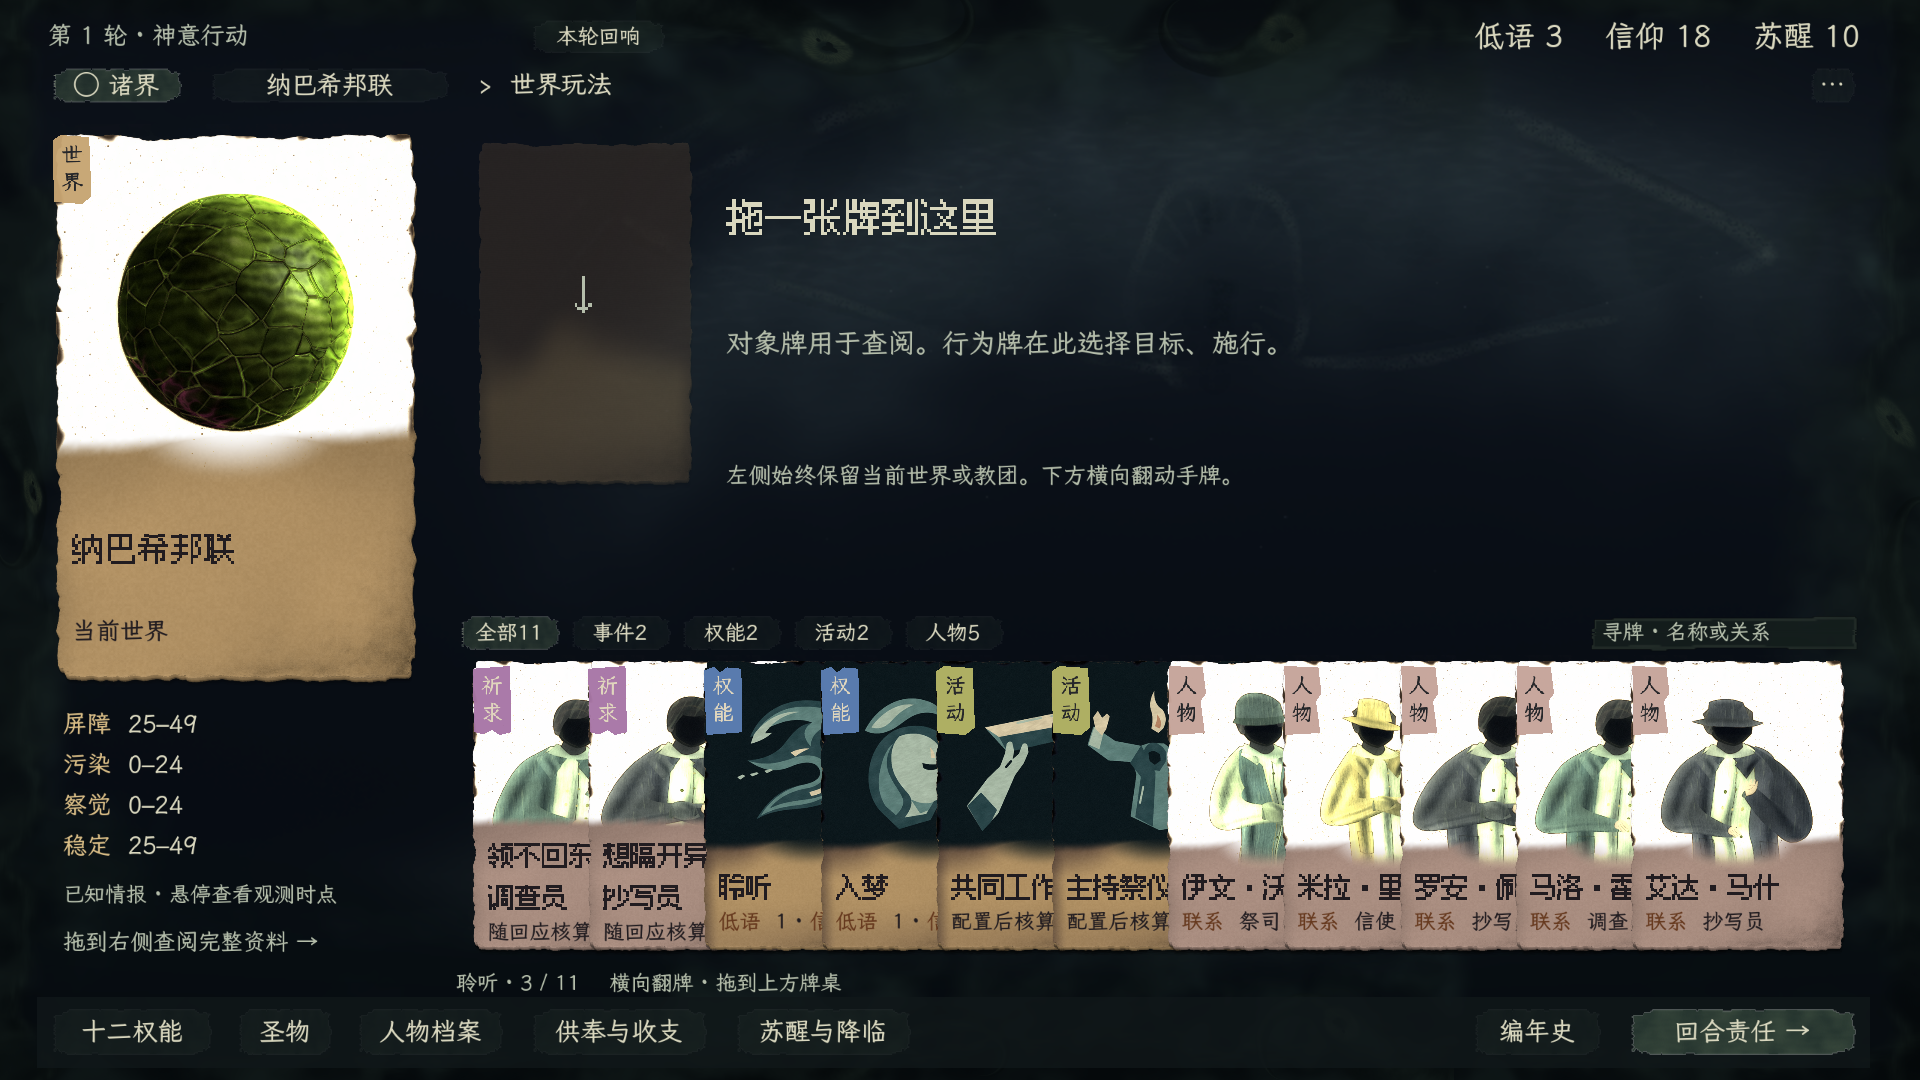 第 1 轮・神意行动
本轮回响
低语 3 信仰 18 苏醒 10
○ 诸界 纳巴希邦联 > 世界玩法
…
世界
纳巴希邦联
当前世界
屏障 25–49
污染 0–24
察觉 0–24
稳定 25–49
已知情报・悬停查看观测时点
拖到右侧查阅完整资料 →
↓
拖一张牌到这里
对象牌用于查阅。行为牌在此选择目标、施行。
左侧始终保留当前世界或教团。下方横向翻动手牌。
全部11 事件2 权能2 活动2 人物5
寻牌・名称或关系
祈求
领不回东
调查员
随回应核算
祈求
想隔开异
抄写员
随回应核算
权能
聆听
低语 1・信
权能
入梦
低语 1・信
活动
共同工作
配置后核算
活动
主持祭仪
配置后核算
人物
伊文・沃
联系 祭司
人物
米拉・里
联系 信使
人物
罗安・佩
联系 抄写
人物
马洛・霍
联系 调查
人物
艾达・马什
联系 抄写员
聆听・3 / 11 横向翻牌・拖到上方牌桌
十二权能 圣物 人物档案 供奉与收支 苏醒与降临 编年史 回合责任 →